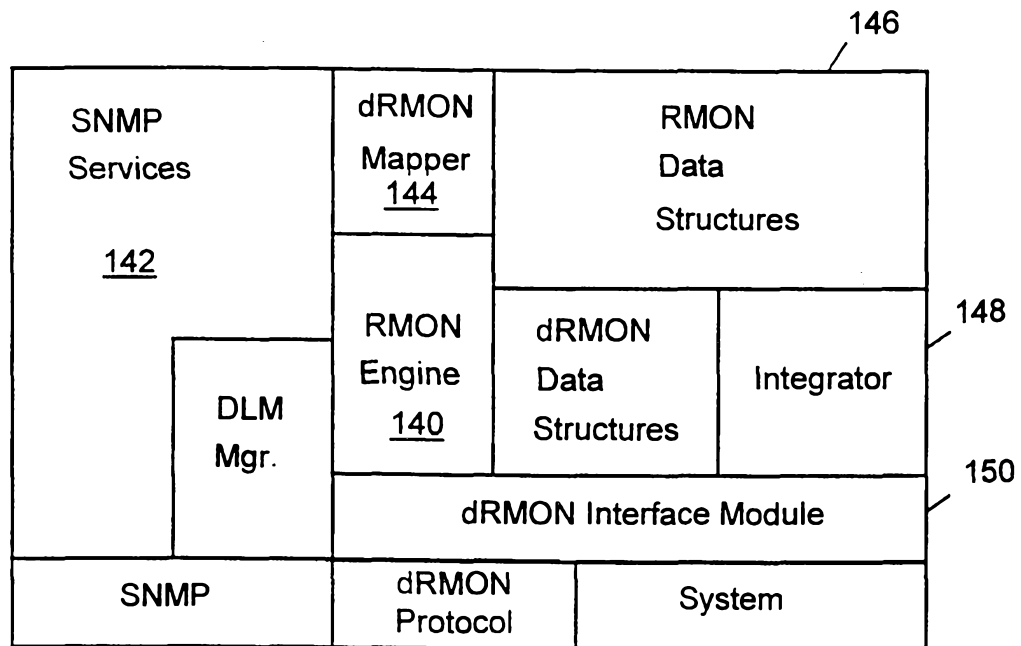 146
SNMP
Services
142
dRMON
Mapper
144
RMON
Data
Structures
RMON
Engine
140
dRMON
Data
Structures
Integrator
148
DLM
Mgr.
dRMON Interface Module
150
SNMP
dRMON
Protocol
System